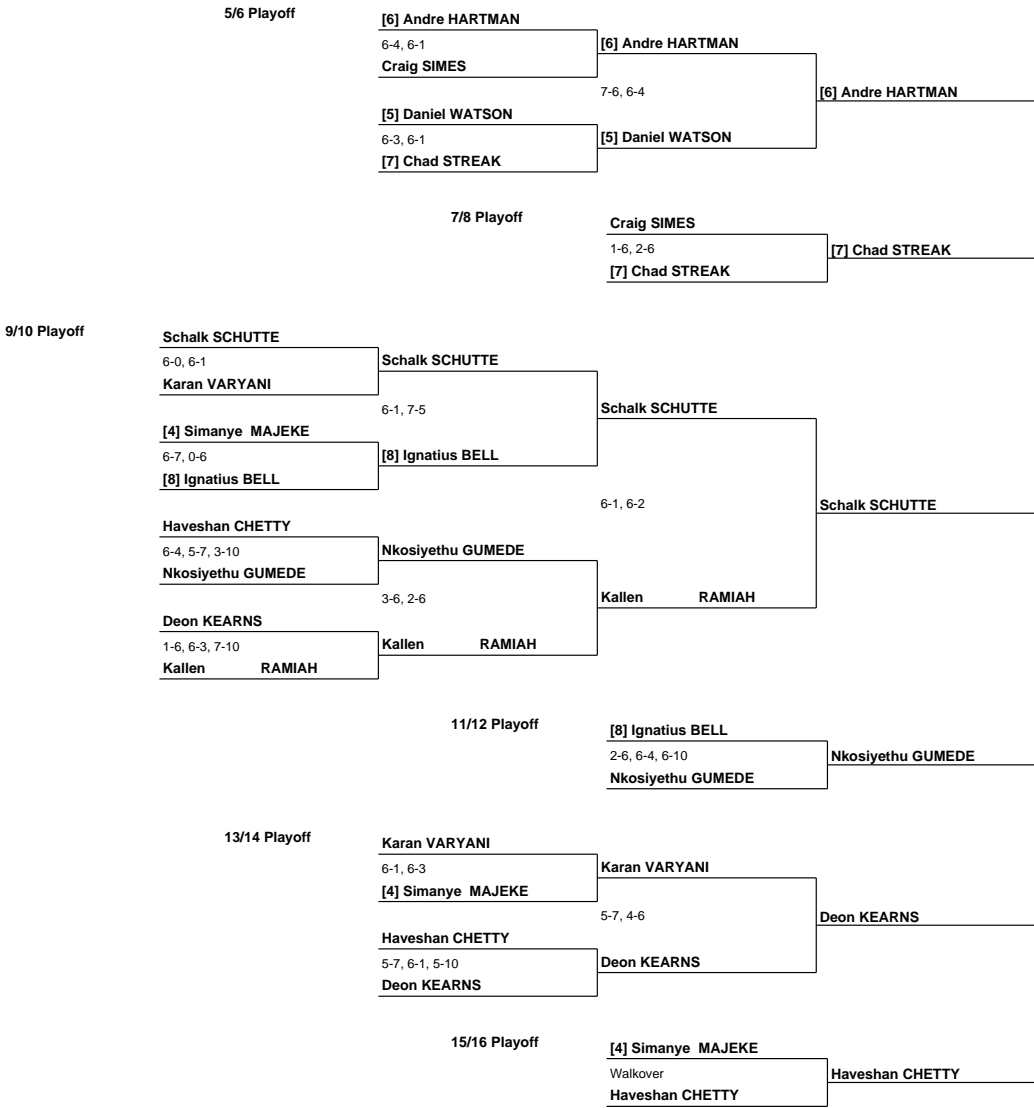 5/6 Playoff
[6] Andre HARTMAN
6-4, 6-1
Craig SIMES
[6] Andre HARTMAN
7-6, 6-4
[6] Andre HARTMAN
[5] Daniel WATSON
6-3, 6-1
[7] Chad STREAK
[5] Daniel WATSON
7/8 Playoff
Craig SIMES
1-6, 2-6
[7] Chad STREAK
[7] Chad STREAK
9/10 Playoff
Schalk SCHUTTE
6-0, 6-1
Karan VARYANI
Schalk SCHUTTE
6-1, 7-5
Schalk SCHUTTE
[4] Simanye MAJEKE
6-7, 0-6
[8] Ignatius BELL
[8] Ignatius BELL
6-1, 6-2
Schalk SCHUTTE
Haveshan CHETTY
6-4, 5-7, 3-10
Nkosiyethu GUMEDE
Nkosiyethu GUMEDE
3-6, 2-6
Kallen RAMIAH
Deon KEARNS
1-6, 6-3, 7-10
Kallen RAMIAH
Kallen RAMIAH
11/12 Playoff
[8] Ignatius BELL
2-6, 6-4, 6-10
Nkosiyethu GUMEDE
Nkosiyethu GUMEDE
13/14 Playoff
Karan VARYANI
6-1, 6-3
[4] Simanye MAJEKE
Karan VARYANI
5-7, 4-6
Deon KEARNS
Haveshan CHETTY
5-7, 6-1, 5-10
Deon KEARNS
Deon KEARNS
15/16 Playoff
[4] Simanye MAJEKE
Walkover
Haveshan CHETTY
Haveshan CHETTY